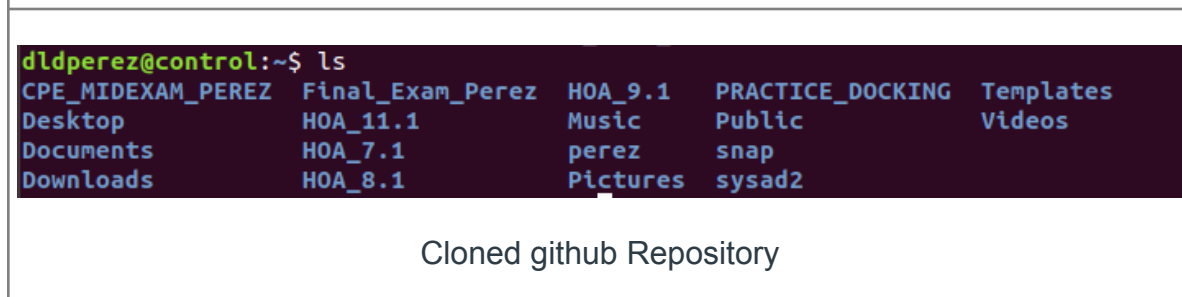 dldperez@control:~$ ls
CPE_MIDEXAM_PEREZ Final_Exam_Perez HOA_9.1 PRACTICE_DOCKING Templates
Desktop HOA_11.1 Music Public Videos
Documents HOA_7.1 perez snap
Downloads HOA_8.1 Pictures sysad2
Cloned github Repository